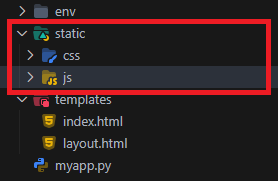 env
static
css
js
templates
index.html
layout.html
myapp.py